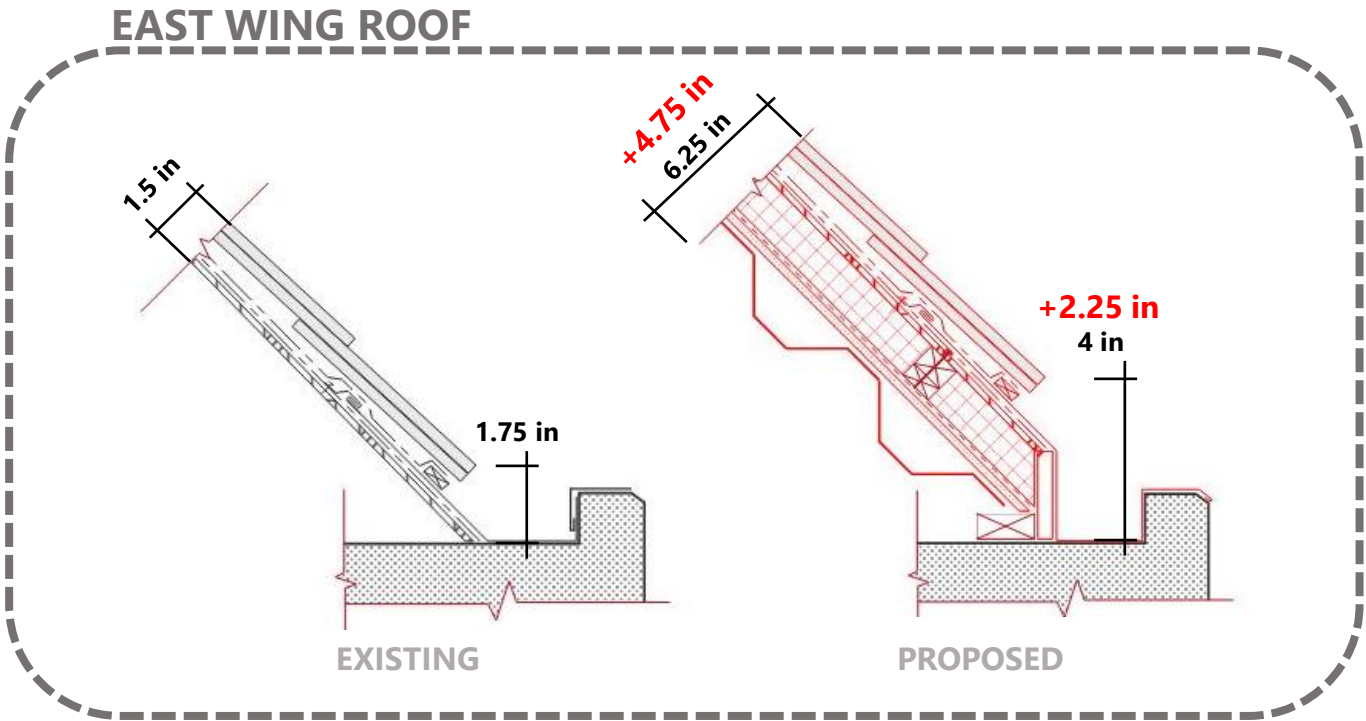 EAST WING ROOF
1.5 in
1.75 in
EXISTING
+4.75 in
6.25 in
+2.25 in
4 in
PROPOSED